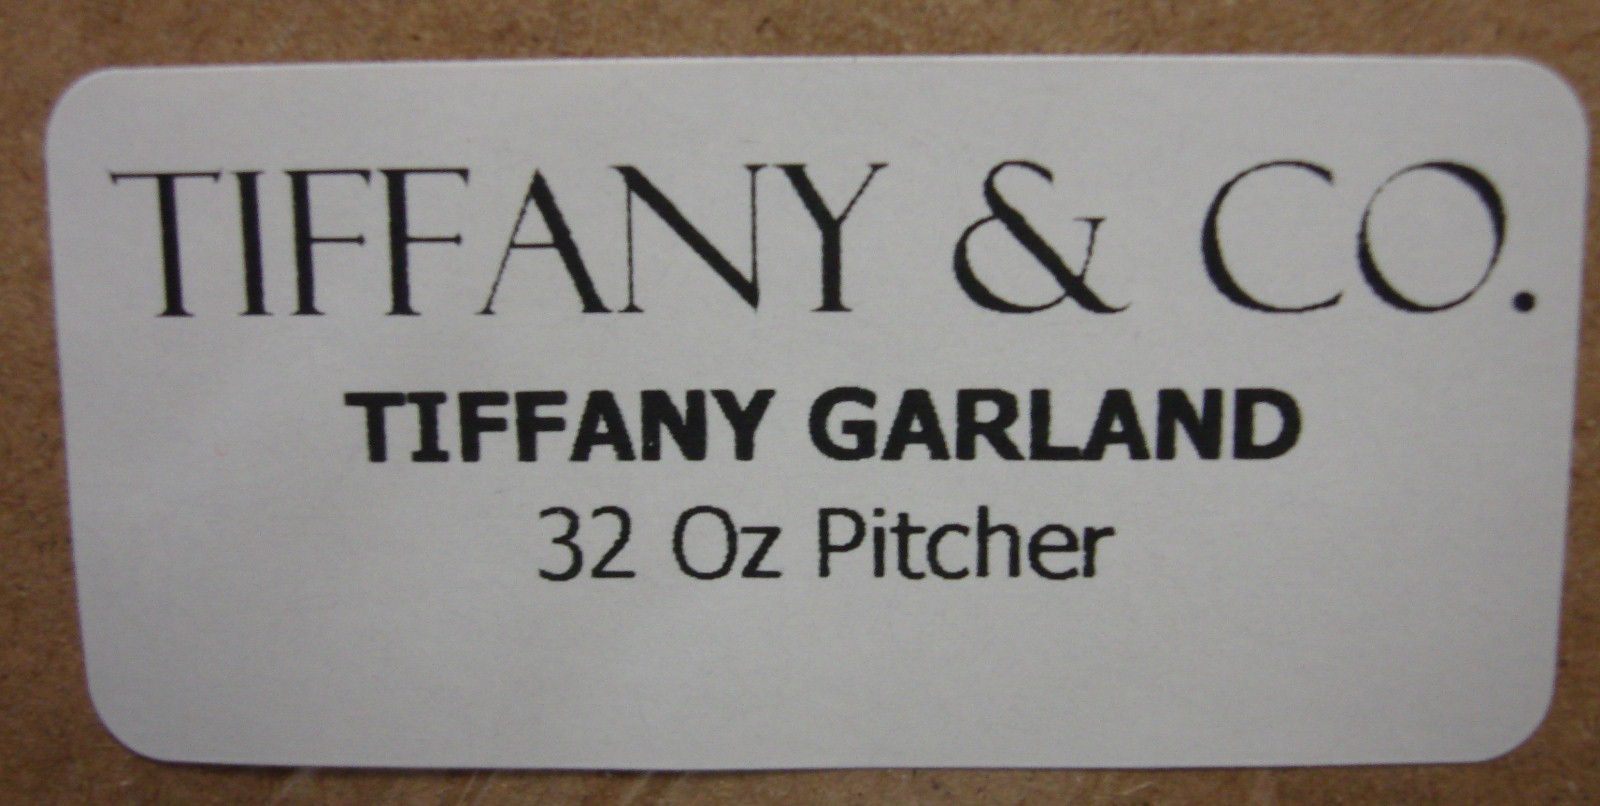 TIFFANY & CO.
TIFFANY GARLAND
32 Oz Pitcher